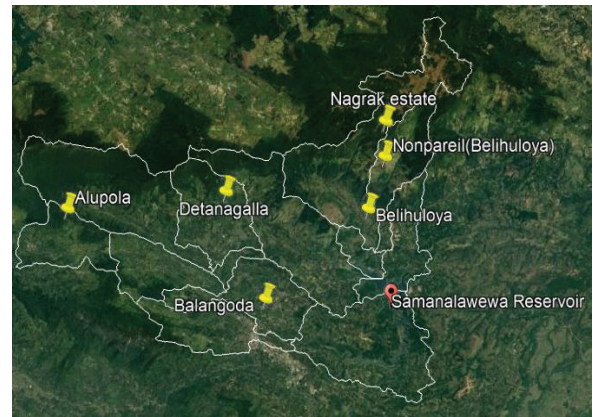 Nagrak estate
Nonpareil(Belihuloya)
Alupola
Detanagalla
Belihuloya
Balangoda
Samanalawewa Reservoir